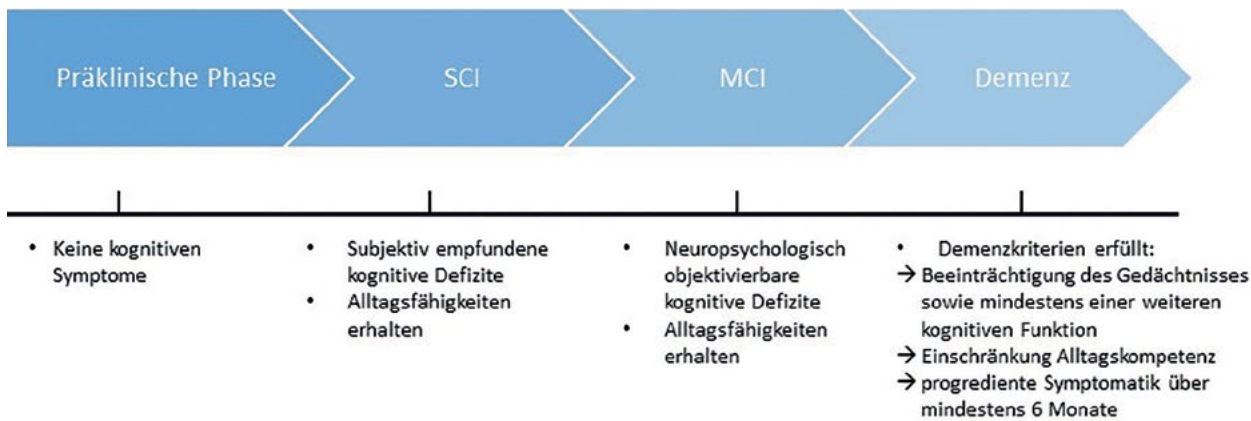 Präklinische Phase
SCI
MCI
Demenz
• Keine kognitiven
Symptome
• Subjektiv empfundene
kognitive Defizite
• Alltagsfähigkeiten
erhalten
• Neuropsychologisch
objektivierbare
kognitive Defizite
• Alltagsfähigkeiten
erhalten
• Demenzkriterien erfüllt:
→ Beeinträchtigung des Gedächtnisses
sowie mindestens einer weiteren
kognitiven Funktion
→ Einschränkung Alltagskompetenz
→ progrediente Symptomatik über
mindestens 6 Monate